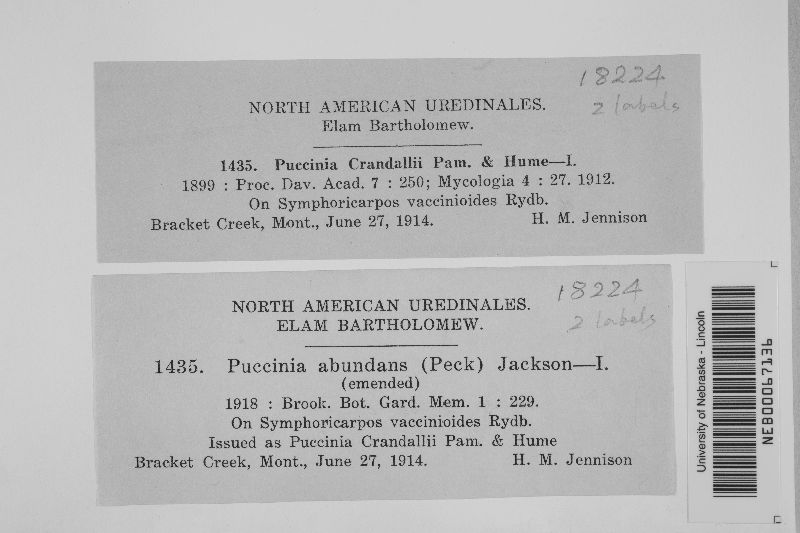 18224
2 labels
NORTH AMERICAN UREDINALES.
Elam Bartholomew.
1435. Puccinia Crandallii Pam. & Hume—I.
1899 : Proc. Dav. Acad. 7 : 250; Mycologia 4 : 27. 1912.
On Symphoricarpos vaccinioides Rydb.
Bracket Creek, Mont., June 27, 1914. H. M. Jennison
18224
2 labels
NORTH AMERICAN UREDINALES.
ELAM BARTHOLOMEW.
1435. Puccinia abundans (Peck) Jackson—I.
(emended)
1918 : Brook. Bot. Gard. Mem. 1 : 229.
On Symphoricarpos vaccinioides Rydb.
Issued as Puccinia Crandallii Pam. & Hume
Bracket Creek, Mont., June 27, 1914. H. M. Jennison
University of Nebraska - Lincoln
NEB00067136